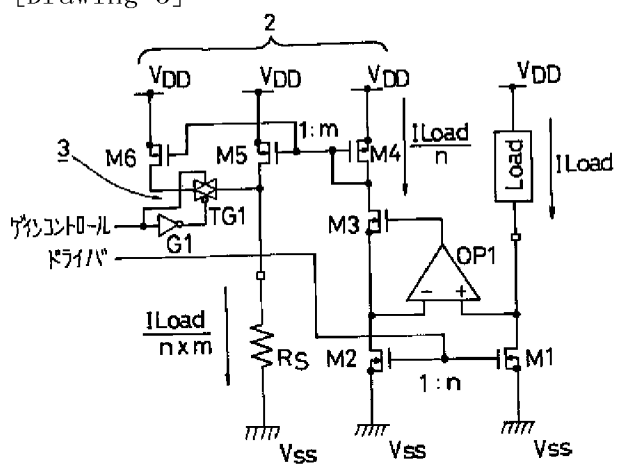 2
VDD
VDD
VDD
VDD
M6
M5
1:m
M4
ILoad
n
Load
ILoad
3
TG1
M3
ゲインコントロール
G1
ドライバ
OP1
− +
ILoad
n×m
RS
M2
1:n
M1
VSS
VSS
VSS